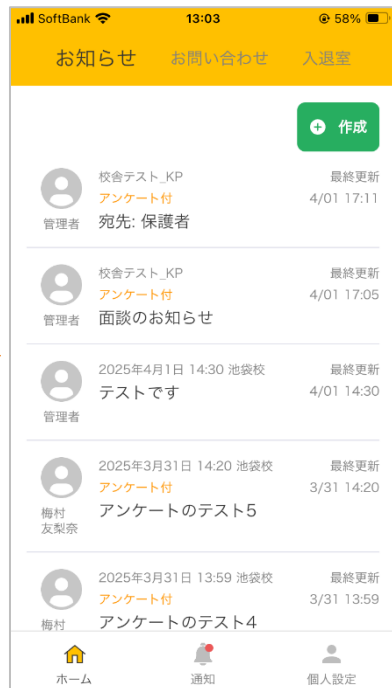 SoftBank 13:03 58%
お知らせ お問い合わせ 入退室
作成
校舎テスト_KP 最終更新
アンケート付 4/01 17:11
管理者 宛先: 保護者
校舎テスト_KP 最終更新
アンケート付 4/01 17:05
管理者 面談のお知らせ
2025年4月1日 14:30 池袋校 最終更新
テストです 4/01 14:30
管理者
2025年3月31日 14:20 池袋校 最終更新
アンケート付 3/31 14:20
梅村 アンケートのテスト5
友梨奈
2025年3月31日 13:59 池袋校 最終更新
アンケート付 3/31 13:59
梅村 アンケートのテスト4
ホーム 通知 個人設定